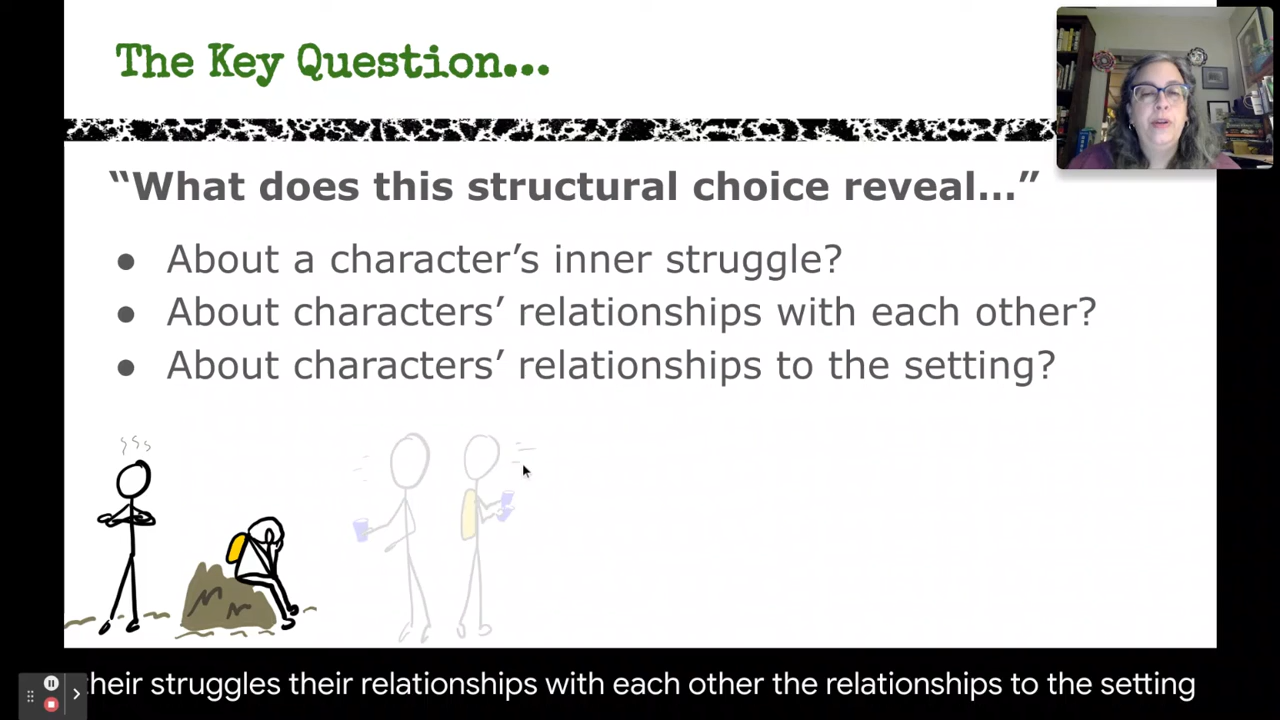 The Key Question...
“What does this structural choice reveal...”
● About a character’s inner struggle?
● About characters’ relationships with each other?
● About characters’ relationships to the setting?
their struggles their relationships with each other the relationships to the setting